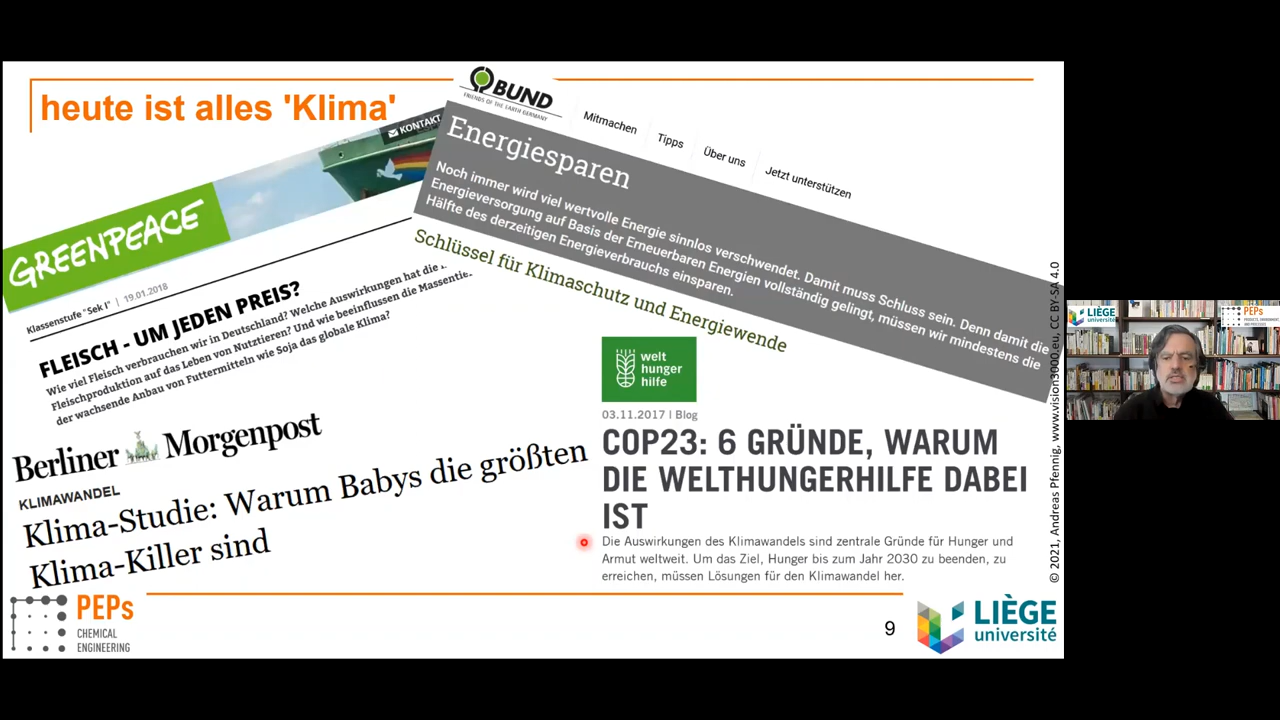 heute ist alles 'Klima'
KONTAKT
GREENPEACE
Klassenstufe "Sek I" | 19.01.2018
FLEISCH - UM JEDEN PREIS?
Wie viel Fleisch verbrauchen wir in Deutschland? Welche Auswirkungen hat die
Fleischproduktion auf das Leben von Nutztieren? Und wie beeinflussen die Massentie
der wachsende Anbau von Futtermitteln wie Soja das globale Klima?
BUND
FRIENDS OF THE EARTH GERMANY
Mitmachen Tipps Über uns Jetzt unterstützen
Energiesparen
Noch immer wird viel wertvolle Energie sinnlos verschwendet. Damit muss Schluss sein. Denn damit die
Energieversorgung auf Basis der Erneuerbaren Energien vollständig gelingt, müssen wir mindestens die
Hälfte des derzeitigen Energieverbrauchs einsparen.
Schlüssel für Klimaschutz und Energiewende
Berliner Morgenpost
KLIMAWANDEL
Klima-Studie: Warum Babys die größten
Klima-Killer sind
welt
hunger
hilfe
03.11.2017 | Blog
COP23: 6 GRÜNDE, WARUM
DIE WELTHUNGERHILFE DABEI
IST
Die Auswirkungen des Klimawandels sind zentrale Gründe für Hunger und
Armut weltweit. Um das Ziel, Hunger bis zum Jahr 2030 zu beenden, zu
erreichen, müssen Lösungen für den Klimawandel her.
© 2021, Andreas Pfennig, www.vision3000.eu, CC BY-SA 4.0
PEPs
CHEMICAL
ENGINEERING
9
LIÈGE
université
LIÈGE
université
PEPs